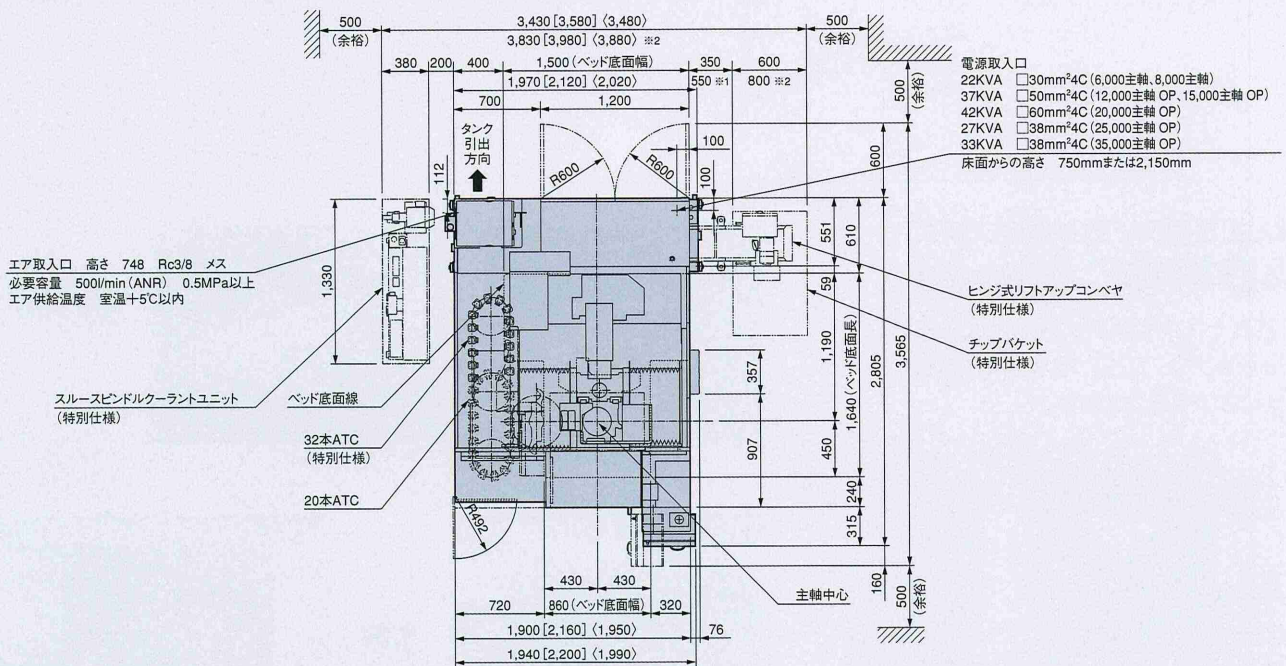 500
(余裕)
3,430 [3,580] 〈3,480〉
3,830 [3,980] 〈3,880〉 ※2
500
(余裕)
380
200
400
1,500 (ベッド底面幅)
350
600
1,970 [2,120] 〈2,020〉
550 ※1
800 ※2
700
1,200
500
(余裕)
電源取入口
22KVA □30mm²4C (6,000主軸、8,000主軸)
37KVA □50mm²4C (12,000主軸 OP、15,000主軸 OP)
42KVA □60mm²4C (20,000主軸 OP)
27KVA □38mm²4C (25,000主軸 OP)
33KVA □38mm²4C (35,000主軸 OP)
床面からの高さ 750mmまたは2,150mm
タンク
引出
方向
112
R600
R600
100
100
600
エア取入口 高さ 748 Rc3/8 メス
必要容量 500l/min (ANR) 0.5MPa以上
エア供給温度 室温+5℃以内
1,330
551
610
59
ヒンジ式リフトアップコンベヤ
(特別仕様)
チップバケット
(特別仕様)
1,190
1,640 (ベッド底面長)
2,805
3,565
357
スルースピンドルクーラントユニット
(特別仕様)
ベッド底面線
32本ATC
(特別仕様)
20本ATC
907
450
240
315
R492
160
500
(余裕)
主軸中心
430
430
720
860 (ベッド底面幅)
320
1,900 [2,160] 〈1,950〉
76
1,940 [2,200] 〈1,990〉